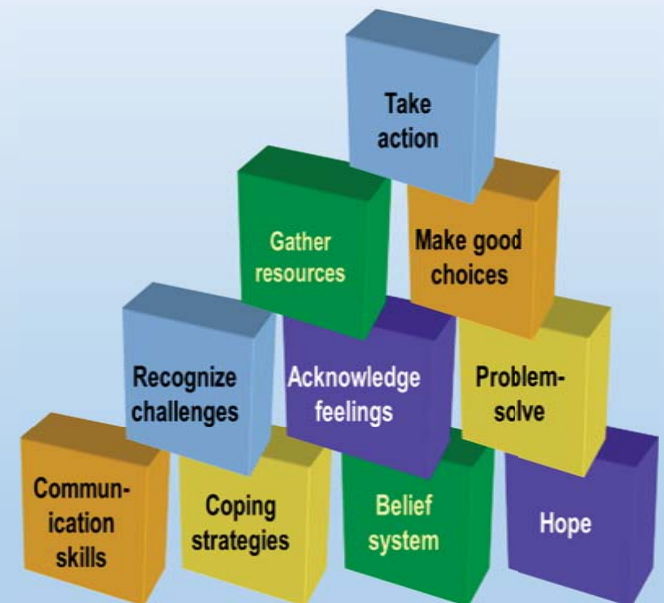 Take
action
Gather
resources
Make good
choices
Recognize
challenges
Acknowledge
feelings
Problem-
solve
Commun-
ication
skills
Coping
strategies
Belief
system
Hope